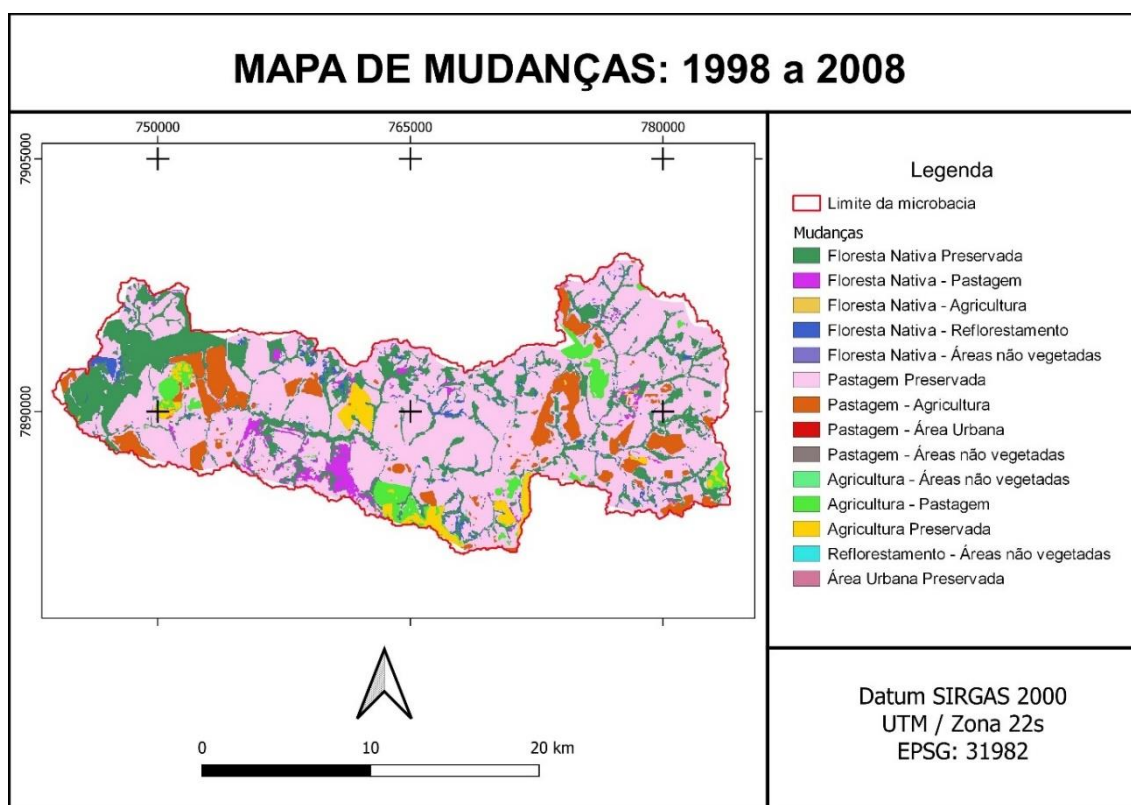 MAPA DE MUDANÇAS: 1998 a 2008
750000
765000
780000
7905000
7890000
Legenda
Limite da microbacia
Mudanças
Floresta Nativa Preservada
Floresta Nativa - Pastagem
Floresta Nativa - Agricultura
Floresta Nativa - Reflorestamento
Floresta Nativa - Áreas não vegetadas
Pastagem Preservada
Pastagem - Agricultura
Pastagem - Área Urbana
Pastagem - Áreas não vegetadas
Agricultura - Áreas não vegetadas
Agricultura - Pastagem
Agricultura Preservada
Reflorestamento - Áreas não vegetadas
Área Urbana Preservada
0
10
20 km
Datum SIRGAS 2000
UTM / Zona 22s
EPSG: 31982